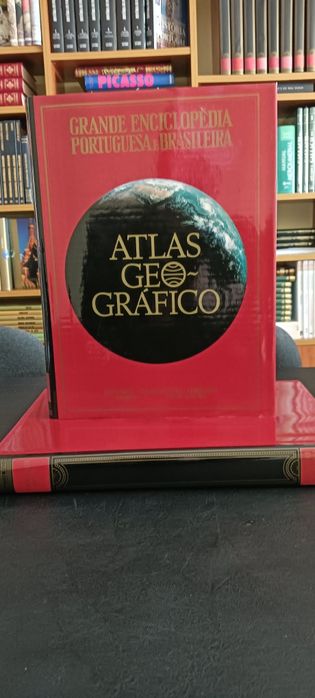 PICASSO
GRANDE ENCICLOPÉDIA
PORTUGUESA E BRASILEIRA
ATLAS
GEO-
GRÁFICO